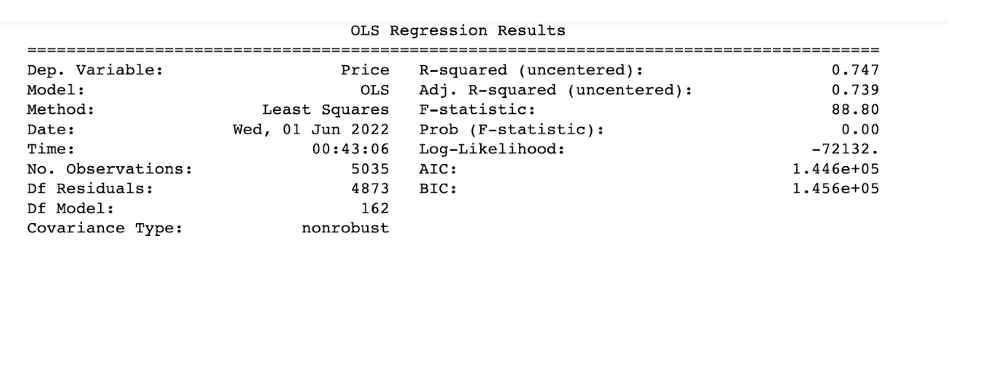 OLS Regression Results
==============================================================================================
Dep. Variable: Price R-squared (uncentered): 0.747
Model: OLS Adj. R-squared (uncentered): 0.739
Method: Least Squares F-statistic: 88.80
Date: Wed, 01 Jun 2022 Prob (F-statistic): 0.00
Time: 00:43:06 Log-Likelihood: -72132.
No. Observations: 5035 AIC: 1.446e+05
Df Residuals: 4873 BIC: 1.456e+05
Df Model: 162
Covariance Type: nonrobust